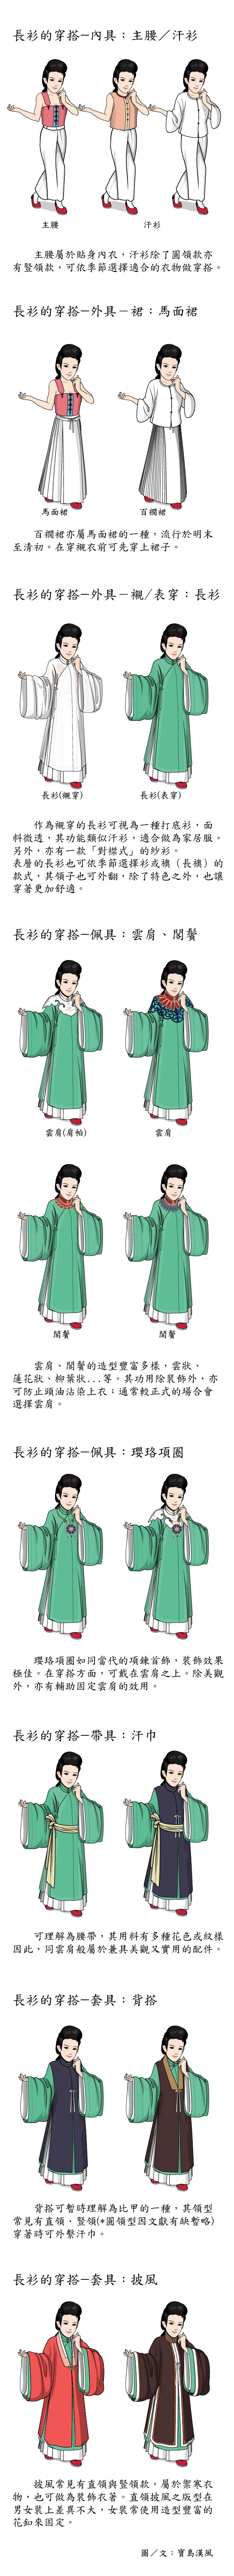 長衫的穿搭－內具：主腰／汗衫
主腰
汗衫
主腰屬於貼身內衣，汗衫除了圓領款亦
有豎領款，可依季節選擇適合的衣物做穿搭。
長衫的穿搭－外具－裙：馬面裙
馬面裙
百襉裙
百襉裙亦屬馬面裙的一種，流行於明末
至清初。在穿襯衣前可先穿上裙子。
長衫的穿搭－外具－襯/表穿：長衫
長衫(襯穿)
長衫(表穿)
作為襯穿的長衫可視為一種打底衫，面
料微透，其功能類似汗衫，適合做為家居服。
另外，亦有一款「對襟式」的紗衫。
表層的長衫也可依季節選擇衫或襖（長襖）的
款式，其領子也可外翻，除了特色之外，也讓
穿著更加舒適。
長衫的穿搭－佩具：雲肩、閣鬢
雲肩(肩帕)
雲肩
閣鬢
閣鬢
雲肩、閣鬢的造型豐富多樣，雲狀、
蓮花狀、柳葉狀...等。其功用除裝飾外，亦
可防止頭油沾染上衣；通常較正式的場合會
選擇雲肩。
長衫的穿搭－佩具：瓔珞項圈
瓔珞項圈如同當代的項鍊首飾，裝飾效果
極佳。在穿搭方面，可戴在雲肩之上。除美觀
外，亦有輔助固定雲肩的效用。
長衫的穿搭－帶具：汗巾
可理解為腰帶，其用料有多種花色或紋樣
因此，同雲肩般屬於兼具美觀又實用的配件。
長衫的穿搭－套具：背搭
背搭可暫時理解為比甲的一種，其領型
常見有直領、豎領(*圓領型因文獻有缺暫略)
穿著時可外繫汗巾。
長衫的穿搭－套具：披風
披風常見有直領與豎領款，屬於禦寒衣
物，也可做為裝飾衣著。直領披風之版型在
男女裝上差異不大，女裝常使用造型豐富的
花釦來固定。
圖／文：寶島漢風